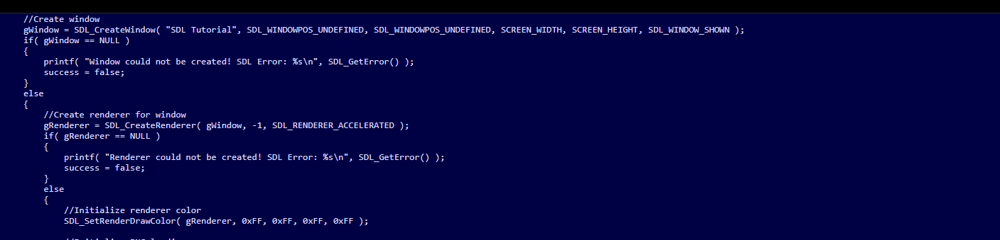 //Create window
gWindow = SDL_CreateWindow( "SDL Tutorial", SDL_WINDOWPOS_UNDEFINED, SDL_WINDOWPOS_UNDEFINED, SCREEN_WIDTH, SCREEN_HEIGHT, SDL_WINDOW_SHOWN );
if( gWindow == NULL )
{
printf( "Window could not be created! SDL Error: %s\n", SDL_GetError() );
success = false;
}
else
{
//Create renderer for window
gRenderer = SDL_CreateRenderer( gWindow, -1, SDL_RENDERER_ACCELERATED );
if( gRenderer == NULL )
{
printf( "Renderer could not be created! SDL Error: %s\n", SDL_GetError() );
success = false;
}
else
{
//Initialize renderer color
SDL_SetRenderDrawColor( gRenderer, 0xFF, 0xFF, 0xFF, 0xFF );